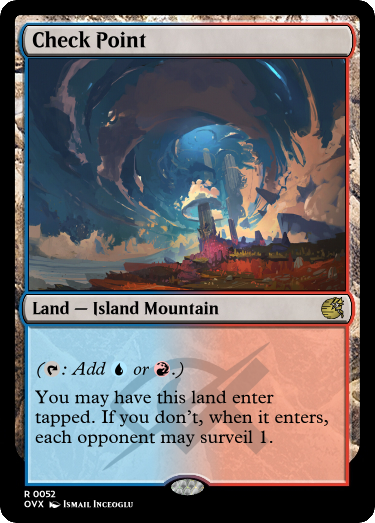 Check Point
Land — Island Mountain
(: Add or .)
You may have this land enter
tapped. If you don't, when it enters,
each opponent may surveil 1.
R 0052
OVX Ismail Inceoglu